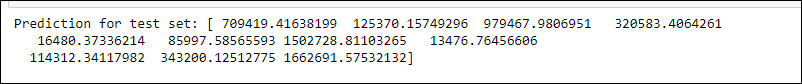 Prediction for test set: [ 709419.41638199 125370.15749296 979467.9806951 320583.4064261
16480.37336214 85997.58565593 1502728.81103265 13476.76456606
114312.34117982 343200.12512775 1662691.57532132]